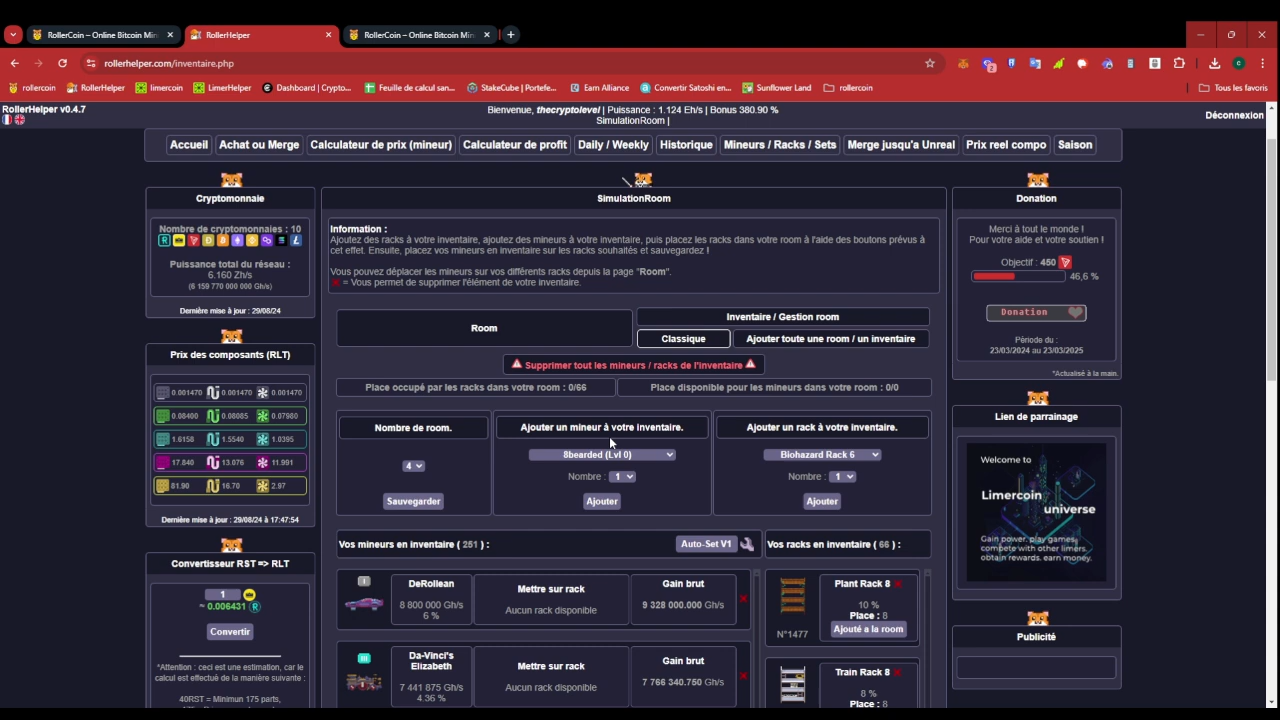 RollerCoin – Online Bitcoin Min
RollerHelper
RollerCoin – Online Bitcoin Min
rollerhelper.com/inventaire.php
rollercoin
RollerHelper
limercoin
LimerHelper
Dashboard | Crypto...
Feuille de calcul san...
StakeCube | Portefe...
Earn Alliance
Convertir Satoshi en...
Sunflower Land
rollercoin
Tous les favoris
RollerHelper v0.4.7
Bienvenue, thecryptolevel | Puissance : 1.124 Eh/s | Bonus 380.90 %
SimulationRoom |
Déconnexion
Accueil
Achat ou Merge
Calculateur de prix (mineur)
Calculateur de profit
Daily / Weekly
Historique
Mineurs / Racks / Sets
Merge jusqu'a Unreal
Prix reel compo
Saison
Cryptomonnaie
Nombre de cryptomonnaies : 10
Puissance total du réseau :
6.160 Zh/s
(6 159 770 000 000 Gh/s)
Dernière mise à jour : 29/08/24
Prix des composants (RLT)
0.001470 0.001470 0.001470
0.08400 0.08085 0.07980
1.6158 1.5540 1.0395
17.840 13.076 11.991
81.90 16.70 2.97
Dernière mise à jour : 29/08/24 à 17:47:54
Convertisseur RST => RLT
1
≈ 0.006431
Convertir
*Attention : ceci est une estimation, car le
calcul est effectué de la manière suivante :
40RST = Minimun 175 parts,
SimulationRoom
Information :
Ajoutez des racks à votre inventaire, ajoutez des mineurs à votre inventaire, puis placez les racks dans votre room à l'aide des boutons prévus à
cet effet. Ensuite, placez vos mineurs en inventaire sur les racks souhaités et sauvegardez !
Vous pouvez déplacer les mineurs sur vos différents racks depuis la page "Room".
= Vous permet de supprimer l'élément de votre inventaire.
Room
Inventaire / Gestion room
Classique
Ajouter toute une room / un inventaire
Supprimer tout les mineurs / racks de l'inventaire
Place occupé par les racks dans votre room : 0/66
Place disponible pour les mineurs dans votre room : 0/0
Nombre de room.
4
Sauvegarder
Ajouter un mineur à votre inventaire.
8bearded (Lvl 0)
Nombre : 1
Ajouter
Ajouter un rack à votre inventaire.
Biohazard Rack 6
Nombre : 1
Ajouter
Vos mineurs en inventaire ( 251 ) :
Auto-Set V1
Vos racks en inventaire ( 66 ) :
I
DeRollean
8 800 000 Gh/s
6 %
Mettre sur rack
Aucun rack disponible
Gain brut
9 328 000.000 Gh/s
III
Da-Vinci's
Elizabeth
7 441 875 Gh/s
4.36 %
Mettre sur rack
Aucun rack disponible
Gain brut
7 766 340.750 Gh/s
N°1477
Plant Rack 8
10 %
Place : 8
Ajouté a la room
Train Rack 8
8 %
Place : 8
Donation
Merci à tout le monde !
Pour votre aide et votre soutien !
Objectif : 450
46,6 %
Donation
Période du :
23/03/2024 au 23/03/2025
*Actualisé à la main.
Lien de parrainage
Welcome to
Limercoin
universe
Gain power, play games,
compete with other limers,
obtain rewards, earn money.
Publicité